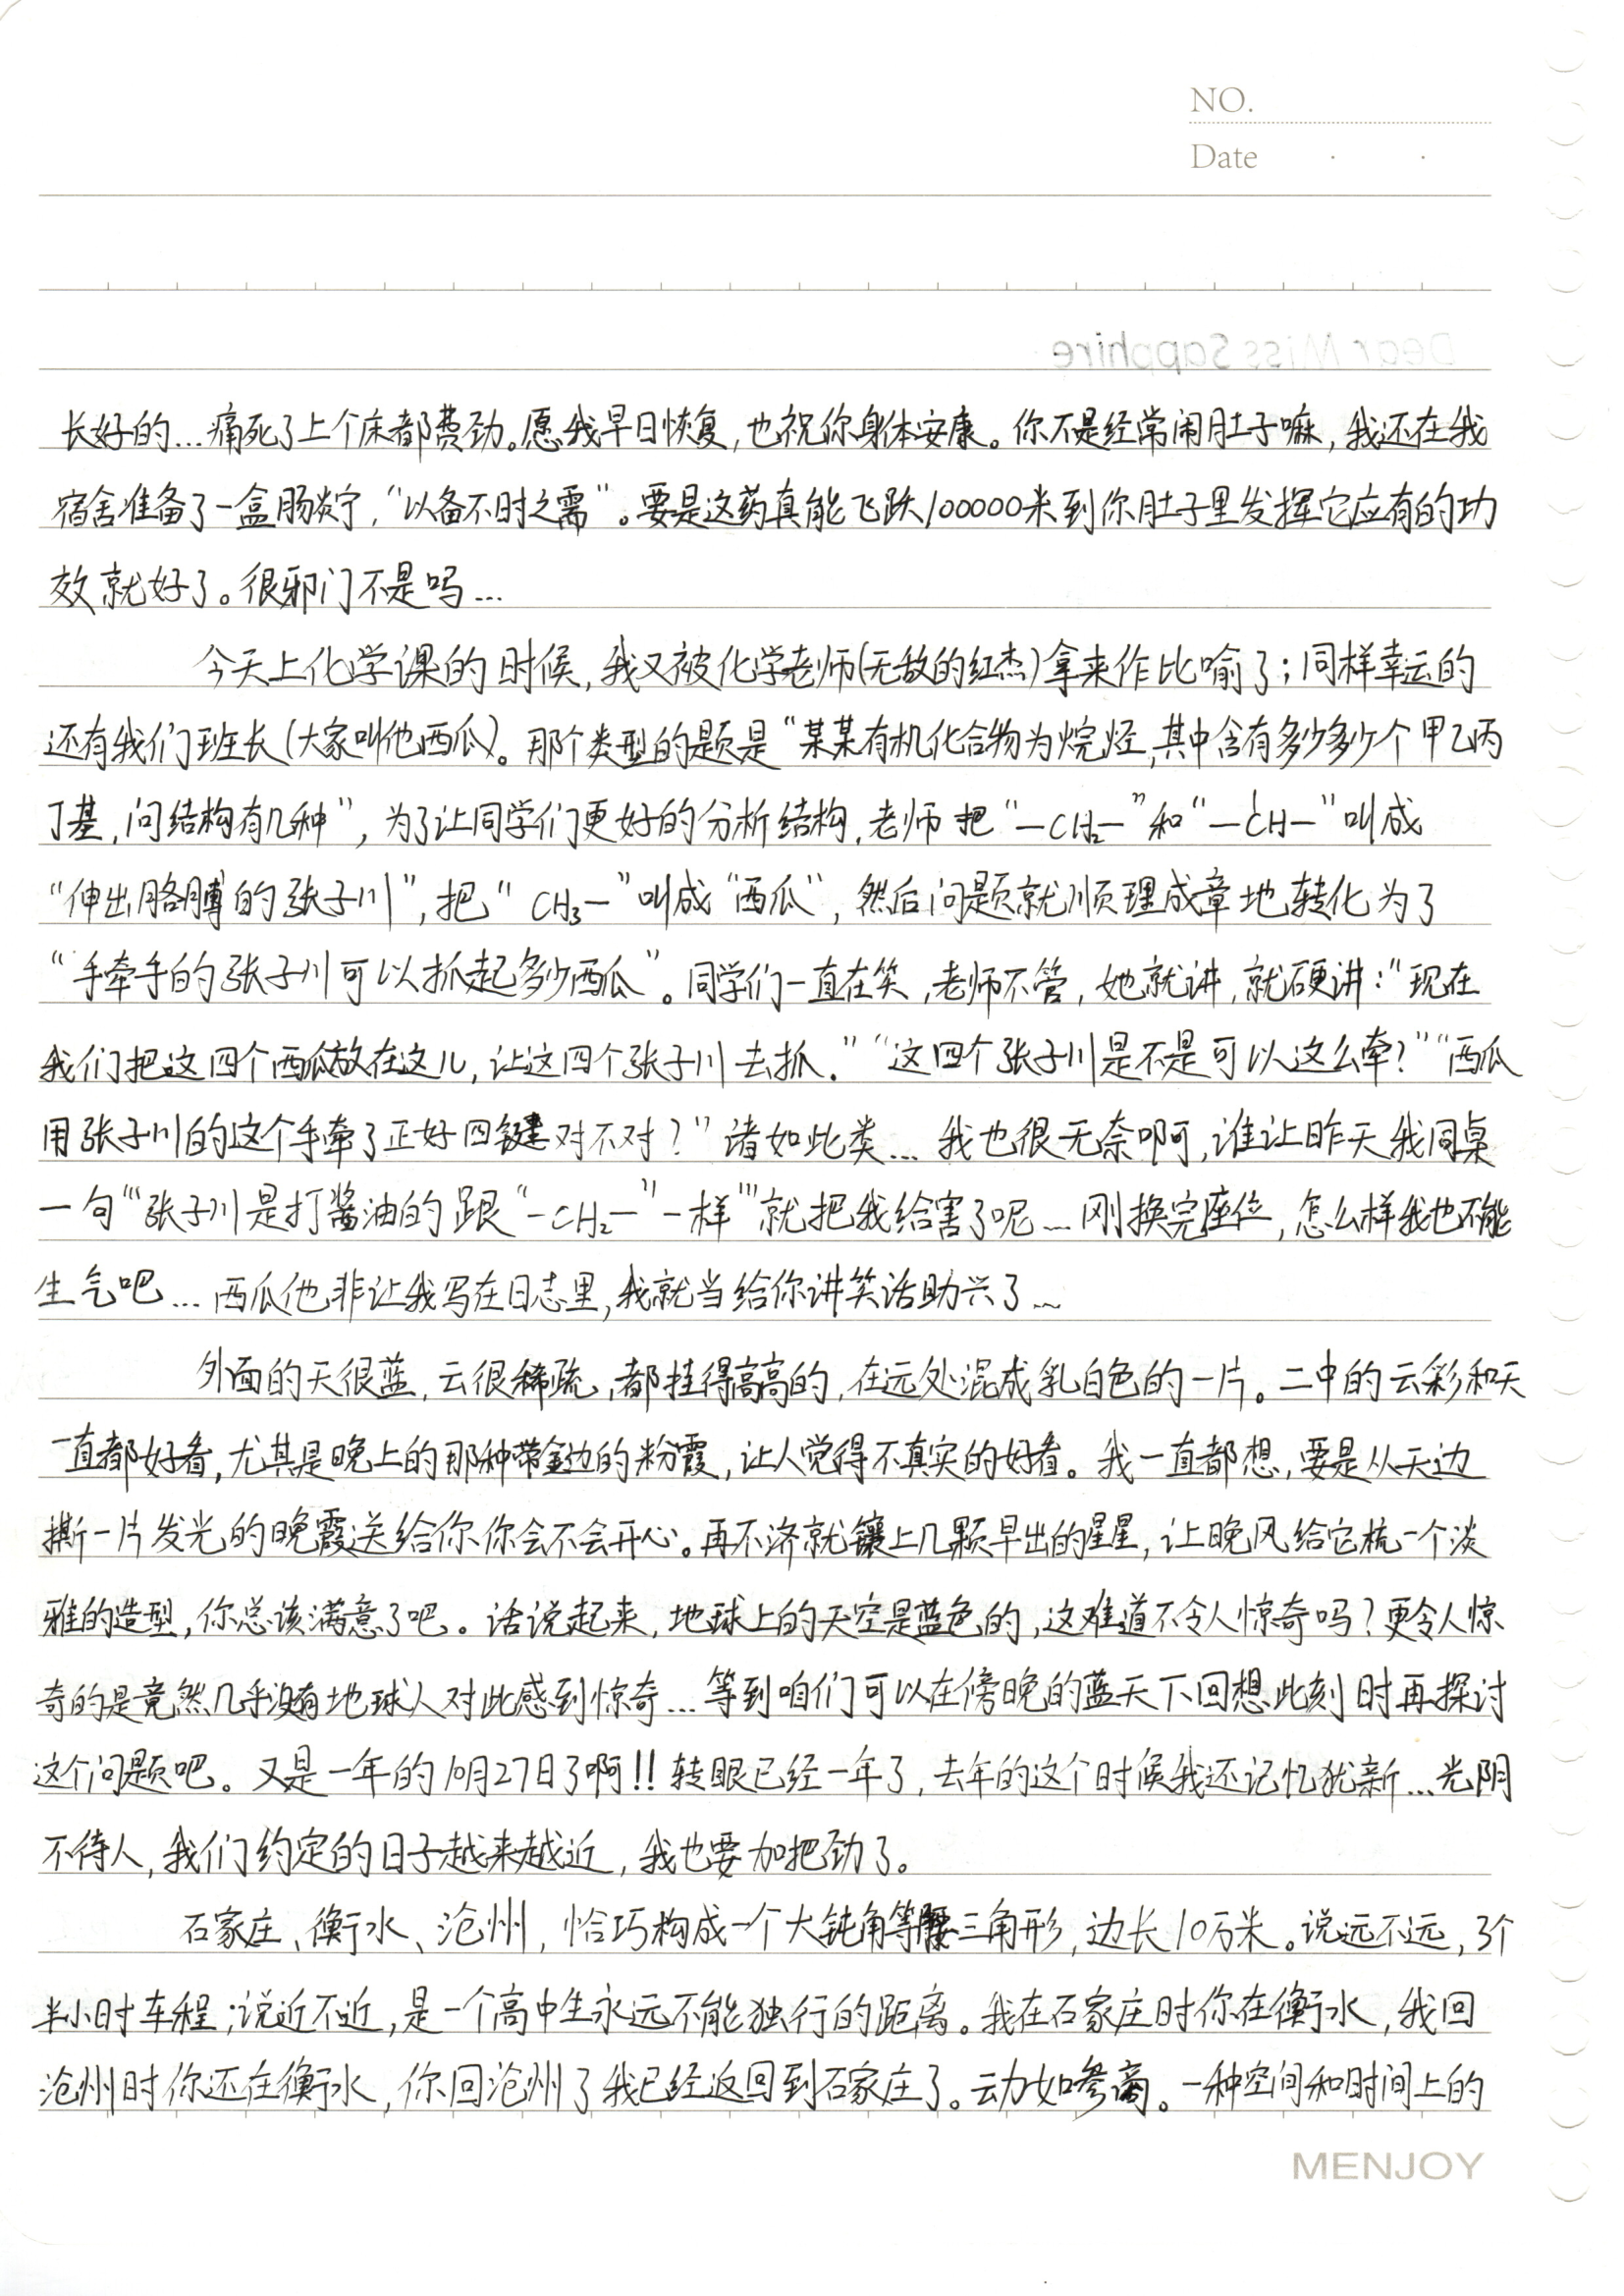 NO.
Date
Dear Miss Sapphire
长好的…痛死了上个床都费劲。愿我早日恢复,也祝你身体安康。你不是经常闹肚子嘛,我还在我
宿舍准备了一盒肠炎宁,“以备不时之需”。要是这药真能飞跃100000米到你肚子里发挥它应有的功
效就好了。很邪门不是吗…
今天上化学课的时候,我又被化学老师(无敌的红杰)拿来作比喻了;同样幸运的
还有我们班长(大家叫他西瓜)。那个类型的题是“某某有机化合物为烷烃,其中含有多少多少个甲乙丙
丁基,问结构有几种”,为了让同学们更好的分析结构,老师把“—CH₂—”和“—CH—”叫成
“伸出胳膊的张子川”,把“CH₃—”叫成“西瓜”,然后问题就顺理成章地转化为了
“手牵手的张子川可以抓起多少西瓜”。同学们一直在笑,老师不管,她就讲,就硬讲:“现在
我们把这四个西瓜放在这儿,让这四个张子川去抓.”“这四个张子川是不是可以这么牵?”“西瓜
用张子川的这个手牵了正好四键对不对?”诸如此类…我也很无奈啊,谁让昨天我同桌
一句“‘张子川是打酱油的跟“—CH₂—”一样’”就把我给害了呢…刚换完座位,怎么样我也不能
生气吧…西瓜他非让我写在日志里,我就当给你讲笑话助兴了…
外面的天很蓝,云很稀疏,都挂得高高的,在远处混成乳白色的一片。二中的云彩和天
一直都好看,尤其是晚上的那种带金边的粉霞,让人觉得不真实的好看。我一直都想,要是从天边
撕一片发光的晚霞送给你你会不会开心。再不济就镶上几颗早出的星星,让晚风给它梳一个淡
雅的造型,你总该满意了吧。话说起来,地球上的天空是蓝色的,这难道不令人惊奇吗?更令人惊
奇的是竟然几乎没有地球人对此感到惊奇…等到咱们可以在傍晚的蓝天下回想此刻时再探讨
这个问题吧。又是一年的10月27日了啊!!转眼已经一年了,去年的这个时候我还记忆犹新…光阴
不待人,我们约定的日子越来越近,我也要加把劲了。
石家庄、衡水、沧州,恰巧构成一个大钝角等腰三角形,边长10万米。说远不远,3个
半小时车程;说近不近,是一个高中生永远不能独行的距离。我在石家庄时你在衡水,我回
沧州时你还在衡水,你回沧州了我已经返回到石家庄了。动如参商。一种空间和时间上的
MENJOY